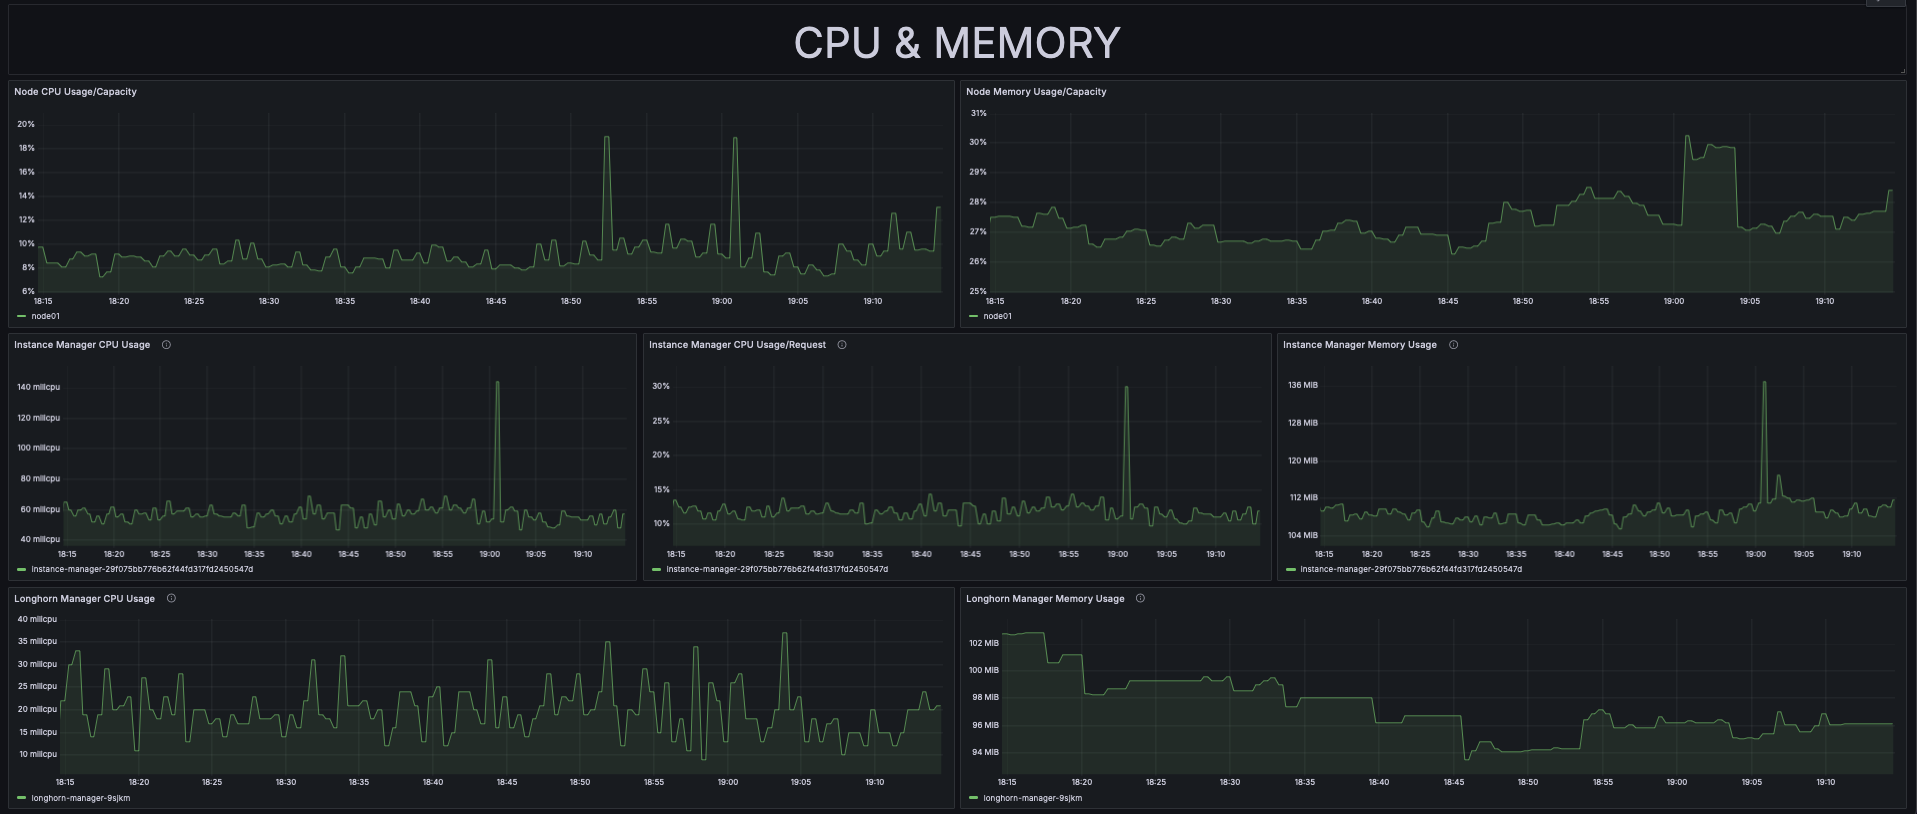 CPU & MEMORY
Node CPU Usage/Capacity
20%
18%
16%
14%
12%
10%
8%
6%
18:15 18:20 18:25 18:30 18:35 18:40 18:45 18:50 18:55 19:00 19:05 19:10
node01
Node Memory Usage/Capacity
31%
30%
29%
28%
27%
26%
25%
18:15 18:20 18:25 18:30 18:35 18:40 18:45 18:50 18:55 19:00 19:05 19:10
node01
Instance Manager CPU Usage
140 millcpu
120 millcpu
100 millcpu
80 millcpu
60 millcpu
40 millcpu
18:15 18:20 18:25 18:30 18:35 18:40 18:45 18:50 18:55 19:00 19:05 19:10
instance-manager-29f075bb776b62f44fd317fd2450547d
Instance Manager CPU Usage/Request
30%
25%
20%
15%
10%
18:15 18:20 18:25 18:30 18:35 18:40 18:45 18:50 18:55 19:00 19:05 19:10
instance-manager-29f075bb776b62f44fd317fd2450547d
Instance Manager Memory Usage
136 MiB
128 MiB
120 MiB
112 MiB
104 MiB
18:15 18:20 18:25 18:30 18:35 18:40 18:45 18:50 18:55 19:00 19:05 19:10
instance-manager-29f075bb776b62f44fd317fd2450547d
Longhorn Manager CPU Usage
40 millcpu
35 millcpu
30 millcpu
25 millcpu
20 millcpu
15 millcpu
10 millcpu
18:15 18:20 18:25 18:30 18:35 18:40 18:45 18:50 18:55 19:00 19:05 19:10
longhorn-manager-9sjkm
Longhorn Manager Memory Usage
102 MiB
100 MiB
98 MiB
96 MiB
94 MiB
18:15 18:20 18:25 18:30 18:35 18:40 18:45 18:50 18:55 19:00 19:05 19:10
longhorn-manager-9sjkm